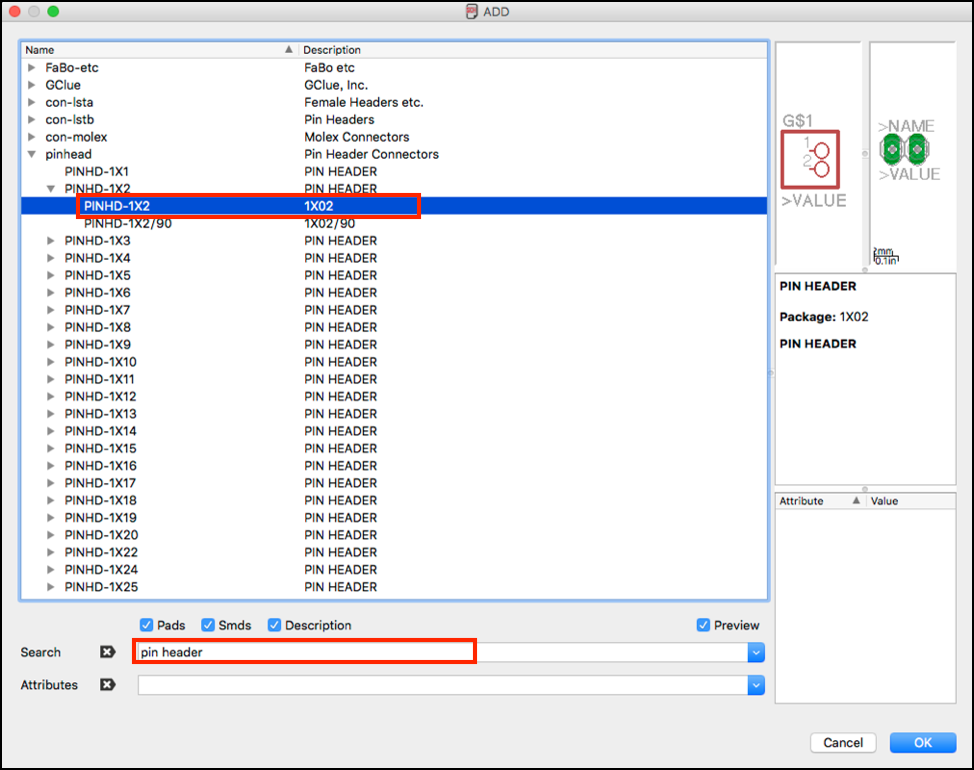 ADD
Name Description
FaBo-etc FaBo etc
GClue GClue, Inc.
con-lsta Female Headers etc.
con-lstb Pin Headers
con-molex Molex Connectors
pinhead Pin Header Connectors
PINHD-1X1 PIN HEADER
PINHD-1X2 PIN HEADER
PINHD-1X2 1X02
PINHD-1X2/90 1X02/90
PINHD-1X3 PIN HEADER
PINHD-1X4 PIN HEADER
PINHD-1X5 PIN HEADER
PINHD-1X6 PIN HEADER
PINHD-1X7 PIN HEADER
PINHD-1X8 PIN HEADER
PINHD-1X9 PIN HEADER
PINHD-1X10 PIN HEADER
PINHD-1X11 PIN HEADER
PINHD-1X12 PIN HEADER
PINHD-1X13 PIN HEADER
PINHD-1X14 PIN HEADER
PINHD-1X15 PIN HEADER
PINHD-1X16 PIN HEADER
PINHD-1X17 PIN HEADER
PINHD-1X18 PIN HEADER
PINHD-1X19 PIN HEADER
PINHD-1X20 PIN HEADER
PINHD-1X22 PIN HEADER
PINHD-1X24 PIN HEADER
PINHD-1X25 PIN HEADER
G$1
1
2
>VALUE
>NAME
>VALUE
2mm
0.1in
PIN HEADER
Package: 1X02
PIN HEADER
Attribute Value
Pads Smds Description Preview
Search pin header
Attributes
Cancel OK